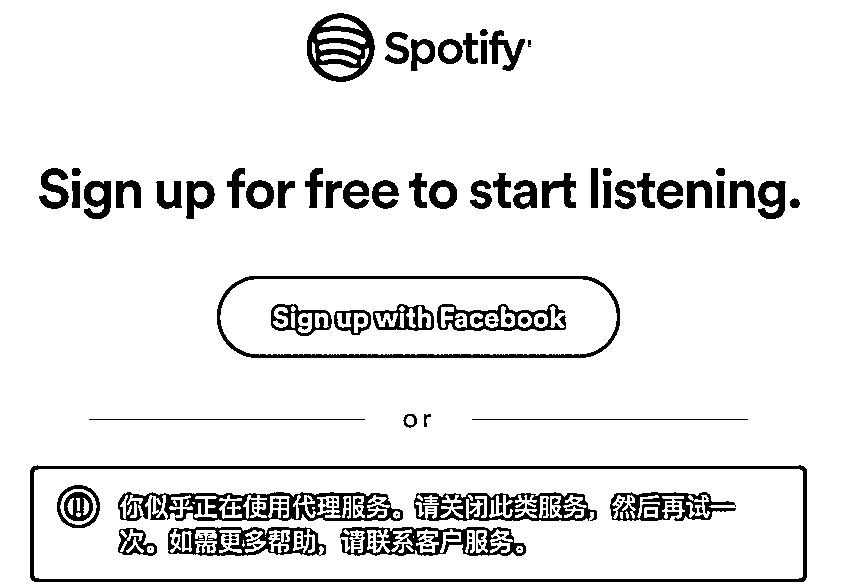 Spotify
Sign up for free to start listening.
Sign up with Facebook
or
你似乎正在使用代理服务。请关闭此类服务，然后再试一
次。如需更多帮助，请联系客户服务。